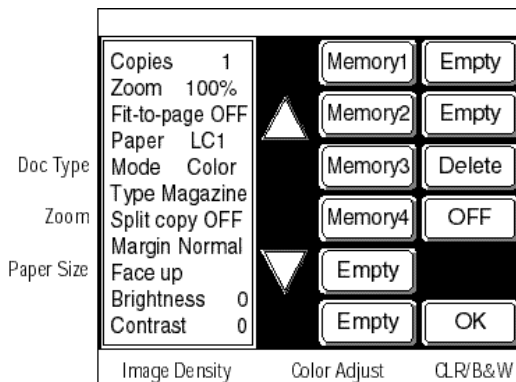 Copies 1
Zoom 100%
Fit-to-page OFF
Paper LC1
Mode Color
Type Magazine
Split copy OFF
Margin Normal
Face up
Brightness 0
Contrast 0
Doc Type
Zoom
Paper Size
Memory1 Empty
Memory2 Empty
Memory3 Delete
Memory4 OFF
Empty
Empty OK
Image Density Color Adjust CLR/B&W